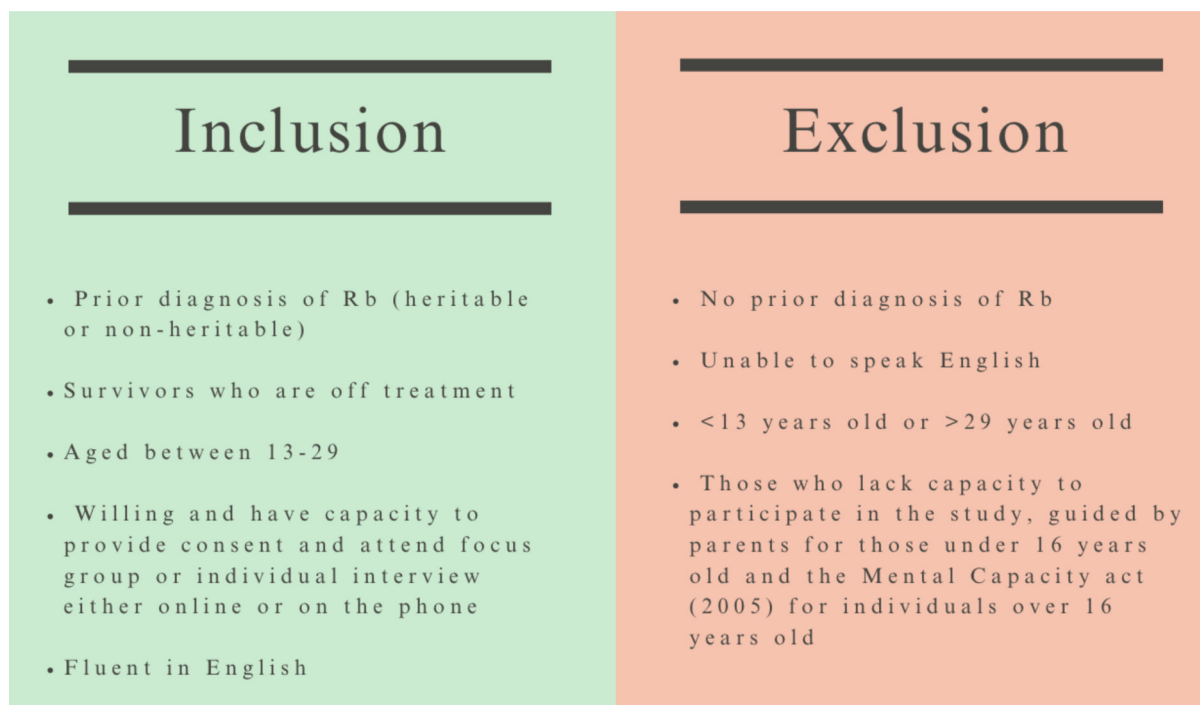 Inclusion
• Prior diagnosis of Rb (heritable
or non-heritable)
• Survivors who are off treatment
• Aged between 13-29
• Willing and have capacity to
provide consent and attend focus
group or individual interview
either online or on the phone
• Fluent in English
Exclusion
• No prior diagnosis of Rb
• Unable to speak English
• <13 years old or >29 years old
• Those who lack capacity to
participate in the study, guided by
parents for those under 16 years
old and the Mental Capacity act
(2005) for individuals over 16
years old